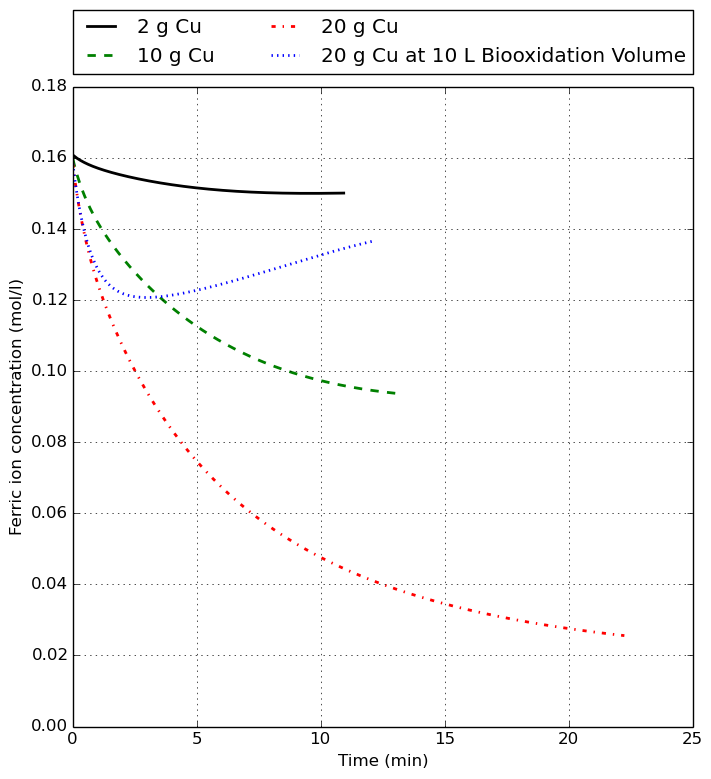 2 g Cu
20 g Cu
10 g Cu
20 g Cu at 10 L Biooxidation Volume
0.18
0.16
0.14
0.12
0.10
0.08
0.06
0.04
0.02
0.00
Ferric ion concentration (mol/l)
0
5
10
15
20
25
Time (min)